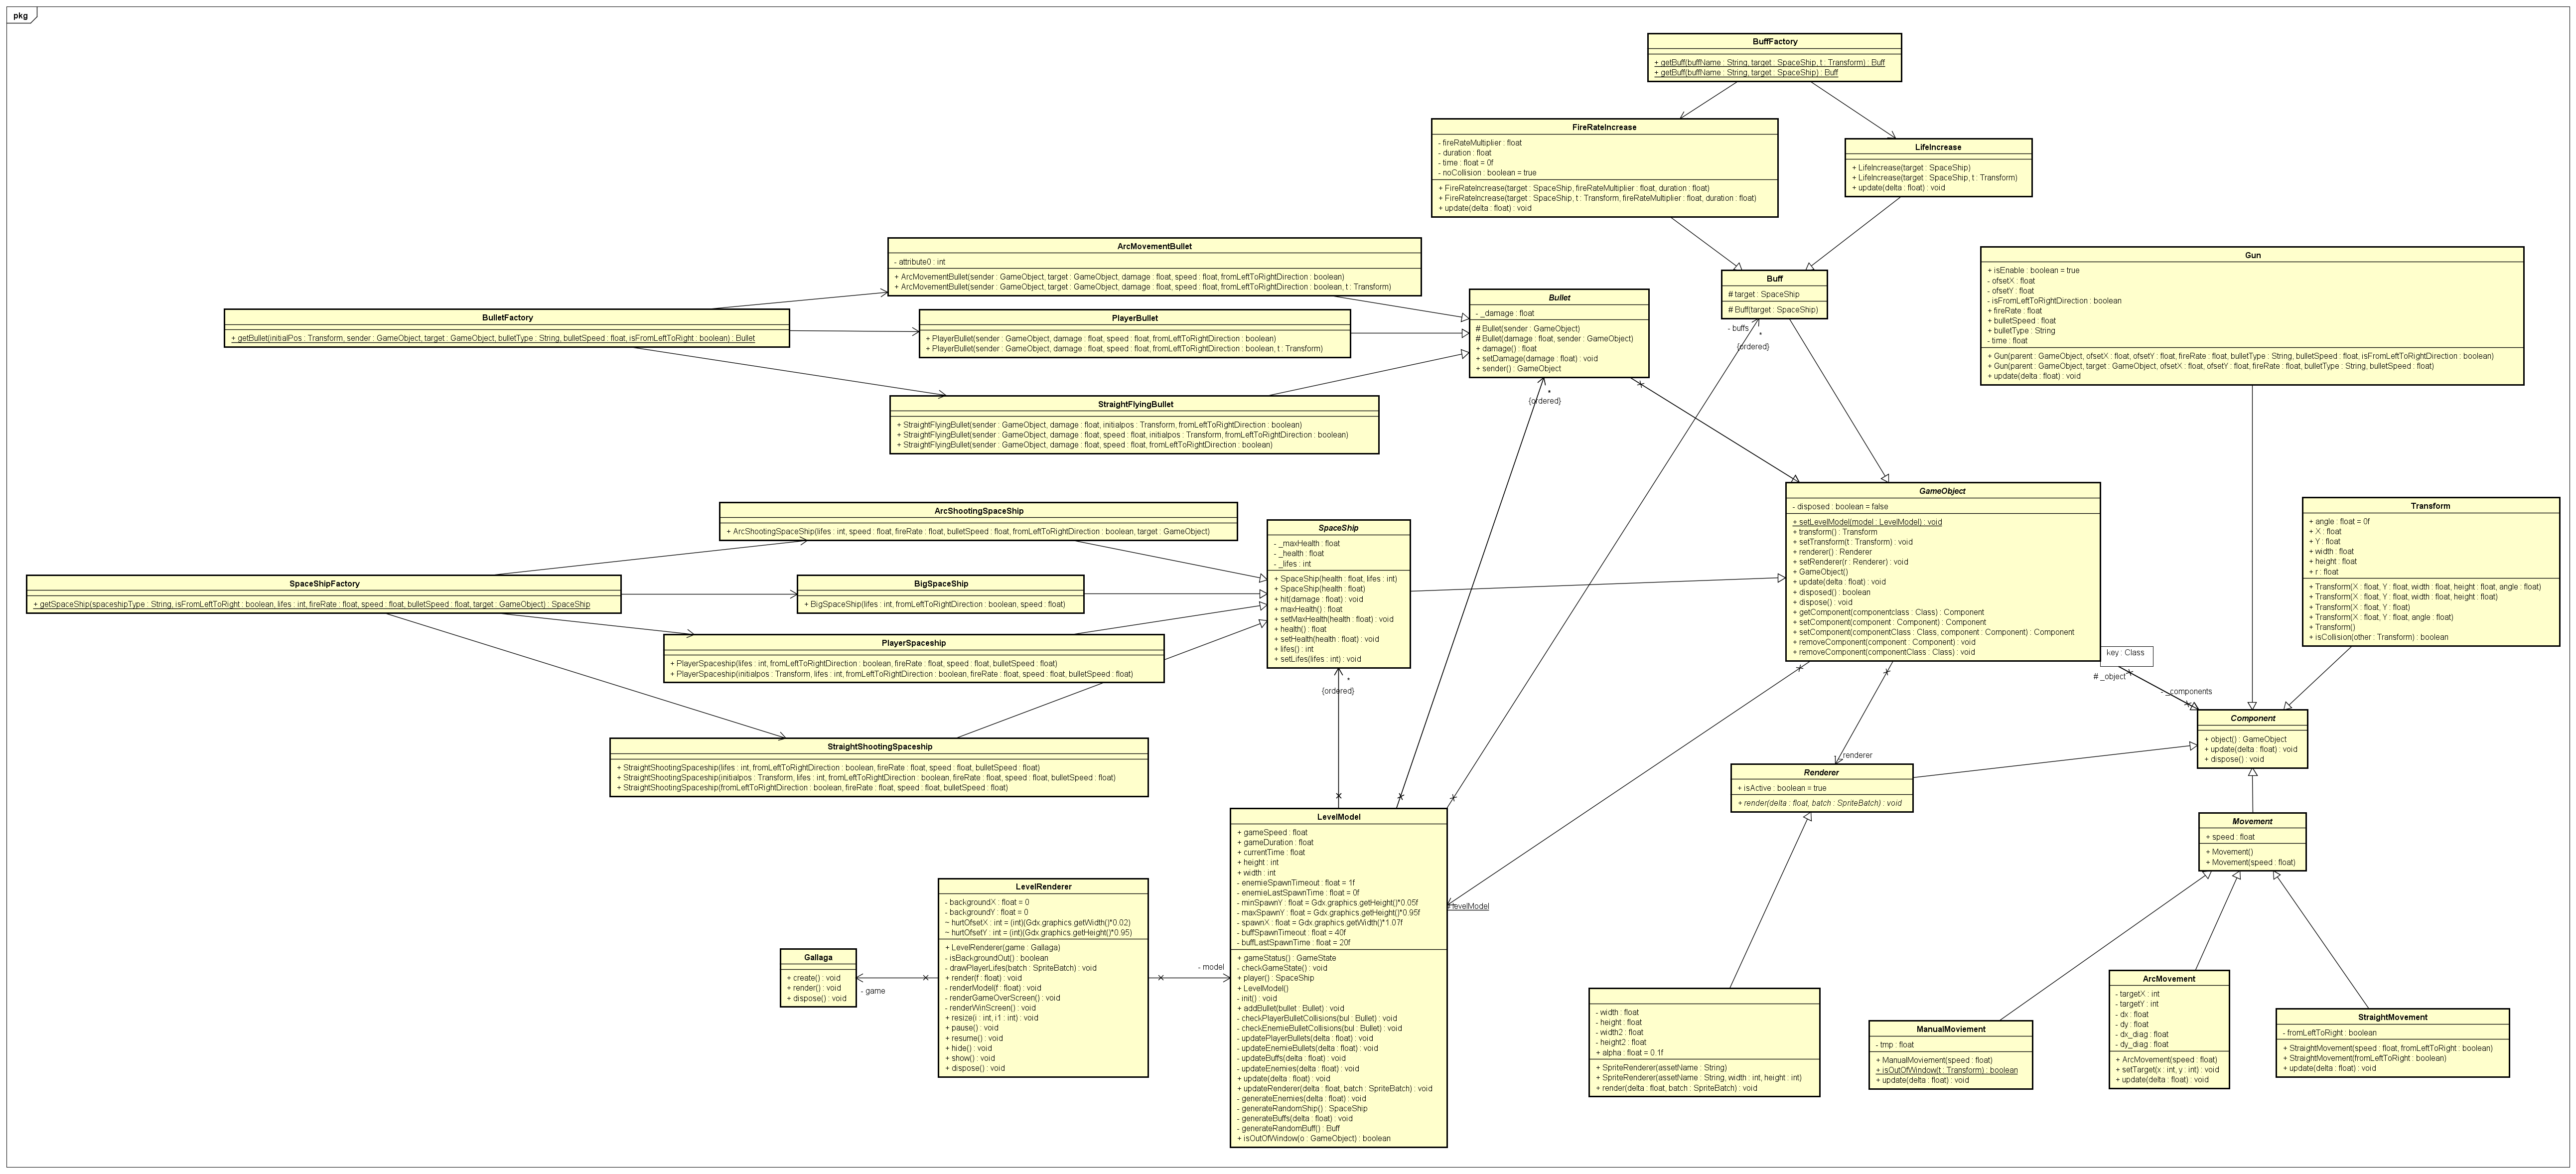 pkg
BuffFactory
+ getBuff(buffName : String, target : SpaceShip, t : Transform) : Buff
+ getBuff(buffName : String, target : SpaceShip) : Buff
FireRateIncrease
- fireRateMultiplier : float
- duration : float
- time : float = 0f
- noCollision : boolean = true
+ FireRateIncrease(target : SpaceShip, fireRateMultiplier : float, duration : float)
+ FireRateIncrease(target : SpaceShip, t : Transform, fireRateMultiplier : float, duration : float)
+ update(delta : float) : void
LifeIncrease
+ LifeIncrease(target : SpaceShip)
+ LifeIncrease(target : SpaceShip, t : Transform)
+ update(delta : float) : void
ArcMovementBullet
- attribute0 : int
+ ArcMovementBullet(sender : GameObject, target : GameObject, damage : float, speed : float, fromLeftToRightDirection : boolean)
+ ArcMovementBullet(sender : GameObject, target : GameObject, damage : float, speed : float, fromLeftToRightDirection : boolean, t : Transform)
BulletFactory
+ getBullet(initialPos : Transform, sender : GameObject, target : GameObject, bulletType : String, bulletSpeed : float, isFromLeftToRight : boolean) : Bullet
PlayerBullet
+ PlayerBullet(sender : GameObject, damage : float, speed : float, fromLeftToRightDirection : boolean)
+ PlayerBullet(sender : GameObject, damage : float, speed : float, fromLeftToRightDirection : boolean, t : Transform)
StraightFlyingBullet
+ StraightFlyingBullet(sender : GameObject, damage : float, initialpos : Transform, fromLeftToRightDirection : boolean)
+ StraightFlyingBullet(sender : GameObject, damage : float, speed : float, initialpos : Transform, fromLeftToRightDirection : boolean)
+ StraightFlyingBullet(sender : GameObject, damage : float, speed : float, fromLeftToRightDirection : boolean)
Bullet
- _damage : float
# Bullet(sender : GameObject)
# Bullet(damage : float, sender : GameObject)
+ damage() : float
+ setDamage(damage : float) : void
+ sender() : GameObject
*
{ordered}
Buff
# target : SpaceShip
# Buff(target : SpaceShip)
- buffs
*
{ordered}
Gun
+ isEnable : boolean = true
- ofsetX : float
- ofsetY : float
- isFromLeftToRightDirection : boolean
+ fireRate : float
+ bulletSpeed : float
+ bulletType : String
- time : float
+ Gun(parent : GameObject, ofsetX : float, ofsetY : float, fireRate : float, bulletType : String, bulletSpeed : float, isFromLeftToRightDirection : boolean)
+ Gun(parent : GameObject, target : GameObject, ofsetX : float, ofsetY : float, fireRate : float, bulletType : String, bulletSpeed : float)
+ update(delta : float) : void
ArcShootingSpaceShip
+ ArcShootingSpaceShip(lifes : int, speed : float, fireRate : float, bulletSpeed : float, fromLeftToRightDirection : boolean, target : GameObject)
SpaceShipFactory
+ getSpaceShip(spaceshipType : String, isFromLeftToRight : boolean, lifes : int, fireRate : float, speed : float, bulletSpeed : float, target : GameObject) : SpaceShip
BigSpaceShip
+ BigSpaceShip(lifes : int, fromLeftToRightDirection : boolean, speed : float)
PlayerSpaceship
+ PlayerSpaceship(lifes : int, fromLeftToRightDirection : boolean, fireRate : float, speed : float, bulletSpeed : float)
+ PlayerSpaceship(initialpos : Transform, lifes : int, fromLeftToRightDirection : boolean, fireRate : float, speed : float, bulletSpeed : float)
StraightShootingSpaceship
+ StraightShootingSpaceship(lifes : int, fromLeftToRightDirection : boolean, fireRate : float, speed : float, bulletSpeed : float)
+ StraightShootingSpaceship(initialpos : Transform, lifes : int, fromLeftToRightDirection : boolean, fireRate : float, speed : float, bulletSpeed : float)
+ StraightShootingSpaceship(fromLeftToRightDirection : boolean, fireRate : float, speed : float, bulletSpeed : float)
SpaceShip
- _maxHealth : float
- _health : float
- _lifes : int
+ SpaceShip(health : float, lifes : int)
+ SpaceShip(health : float)
+ hit(damage : float) : void
+ maxHealth() : float
+ setMaxHealth(health : float) : void
+ health() : float
+ setHealth(health : float) : void
+ lifes() : int
+ setLifes(lifes : int) : void
*
{ordered}
GameObject
- disposed : boolean = false
+ setLevelModel(model : LevelModel) : void
+ transform() : Transform
+ setTransform(t : Transform) : void
+ renderer() : Renderer
+ setRenderer(r : Renderer) : void
+ GameObject()
+ update(delta : float) : void
+ disposed() : boolean
+ dispose() : void
+ getComponent(componentclass : Class) : Component
+ setComponent(component : Component) : Component
+ setComponent(componentClass : Class, component : Component) : Component
+ removeComponent(component : Component) : void
+ removeComponent(componentClass : Class) : void
key : Class
# _object
- _components
Transform
+ angle : float = 0f
+ X : float
+ Y : float
+ width : float
+ height : float
+ r : float
+ Transform(X : float, Y : float, width : float, height : float, angle : float)
+ Transform(X : float, Y : float, width : float, height : float)
+ Transform(X : float, Y : float)
+ Transform(X : float, Y : float, angle : float)
+ Transform()
+ isCollision(other : Transform) : boolean
Component
+ object() : GameObject
+ update(delta : float) : void
+ dispose() : void
_renderer
Renderer
+ isActive : boolean = true
+ render(delta : float, batch : SpriteBatch) : void
Movement
+ speed : float
+ Movement()
+ Movement(speed : float)
LevelModel
+ gameSpeed : float
+ gameDuration : float
+ currentTime : float
+ height : int
+ width : int
- enemieSpawnTimeout : float = 1f
- enemieLastSpawnTime : float = 0f
- minSpawnY : float = Gdx.graphics.getHeight()*0.05f
- maxSpawnY : float = Gdx.graphics.getHeight()*0.95f
- spawnX : float = Gdx.graphics.getWidth()*1.07f
- buffSpawnTimeout : float = 40f
- buffLastSpawnTime : float = 20f
+ gameStatus() : GameState
- checkGameState() : void
+ player() : SpaceShip
+ LevelModel()
- init() : void
+ addBullet(bullet : Bullet) : void
- checkPlayerBulletCollisions(bul : Bullet) : void
- checkEnemieBulletCollisions(bul : Bullet) : void
- updatePlayerBullets(delta : float) : void
- updateEnemieBullets(delta : float) : void
- updateBuffs(delta : float) : void
- updateEnemies(delta : float) : void
+ update(delta : float) : void
+ updateRenderer(delta : float, batch : SpriteBatch) : void
- generateEnemies(delta : float) : void
- generateRandomShip() : SpaceShip
- generateBuffs(delta : float) : void
- generateRandomBuff() : Buff
+ isOutOfWindow(o : GameObject) : boolean
levelModel
LevelRenderer
- backgroundX : float = 0
- backgroundY : float = 0
~ hurtOfsetX : int = (int)(Gdx.graphics.getWidth()*0.02)
~ hurtOfsetY : int = (int)(Gdx.graphics.getHeight()*0.95)
+ LevelRenderer(game : Gallaga)
- isBackgroundOut() : boolean
- drawPlayerLifes(batch : SpriteBatch) : void
+ render(f : float) : void
- renderModel(f : float) : void
- renderGameOverScreen() : void
- renderWinScreen() : void
+ resize(i : int, i1 : int) : void
+ pause() : void
+ resume() : void
+ hide() : void
+ show() : void
+ dispose() : void
- model
Gallaga
+ create() : void
+ render() : void
+ dispose() : void
- game
- width : float
- height : float
- width2 : float
- height2 : float
+ alpha : float = 0.1f
+ SpriteRenderer(assetName : String)
+ SpriteRenderer(assetName : String, width : int, height : int)
+ render(delta : float, batch : SpriteBatch) : void
ManualMoviement
- tmp : float
+ ManualMoviement(speed : float)
+ isOutOfWindow(t : Transform) : boolean
+ update(delta : float) : void
ArcMovement
- targetX : int
- targetY : int
- dx : float
- dy : float
- dx_diag : float
- dy_diag : float
+ ArcMovement(speed : float)
+ setTarget(x : int, y : int) : void
+ update(delta : float) : void
StraightMovement
- fromLeftToRight : boolean
+ StraightMovement(speed : float, fromLeftToRight : boolean)
+ StraightMovement(fromLeftToRight : boolean)
+ update(delta : float) : void